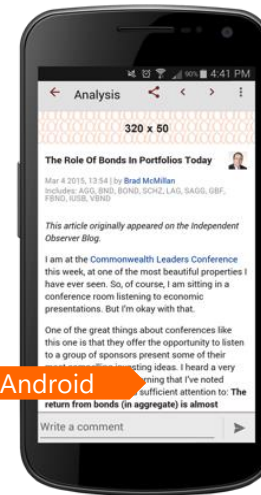 90% 4:41 PM
Analysis
320 x 50
The Role Of Bonds In Portfolios Today
Mar 4 2015, 13:54 | by Brad McMillan
Includes: AGG, BND, BOND, SCHZ, LAG, SAGG, GBF,
FBND, IUSB, VBND
This article originally appeared on the Independent
Observer Blog.
I am at the Commonwealth Leaders Conference
this week, at one of the most beautiful properties I
have ever seen. So, of course, I am sitting in a
conference room listening to economic
presentations. But I'm okay with that.
One of the great things about conferences like
this one is that they offer the opportunity to listen
to a group of sponsors present some of their
investing ideas. I heard a very
Android
rning that I've noted
sufficient attention to: The
return from bonds (in aggregate) is almost
Write a comment